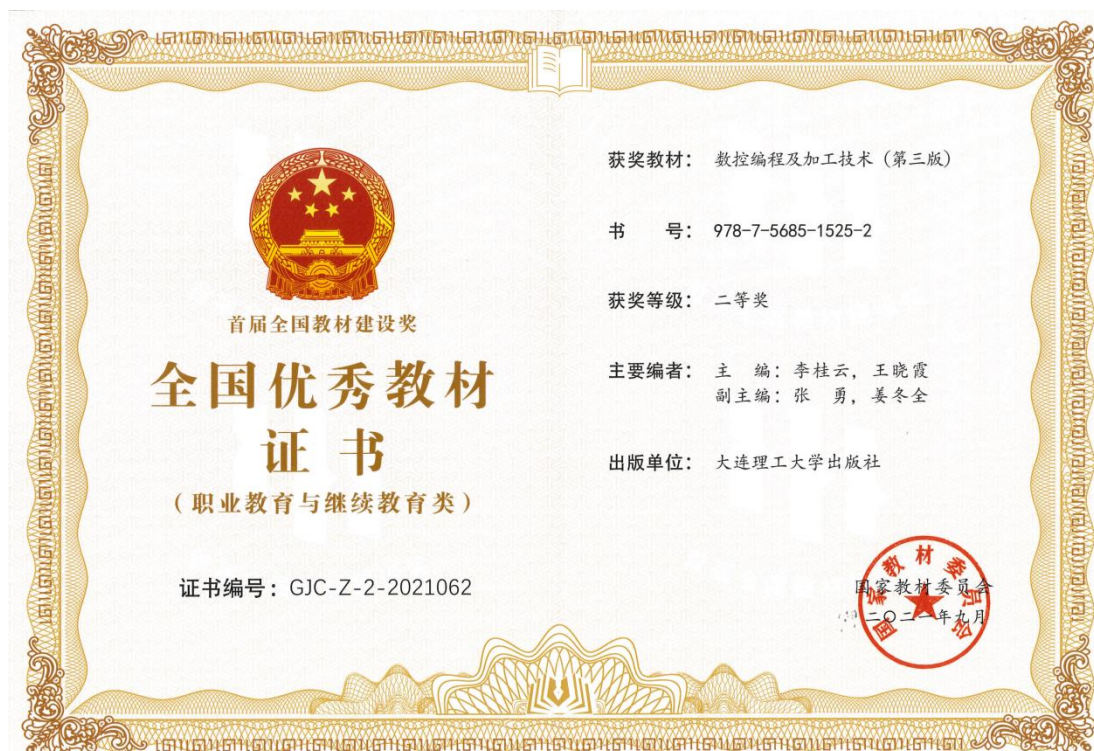 首届全国教材建设奖
全国优秀教材
证书
(职业教育与继续教育类)
证书编号：GJC-Z-2-2021062
获奖教材： 数控编程及加工技术（第三版）
书 号： 978-7-5685-1525-2
获奖等级： 二等奖
主要编者： 主 编：李桂云，王晓霞
副主编：张 勇，姜冬全
出版单位： 大连理工大学出版社
国家教材委员会
国家教材委员会
二〇二一年九月